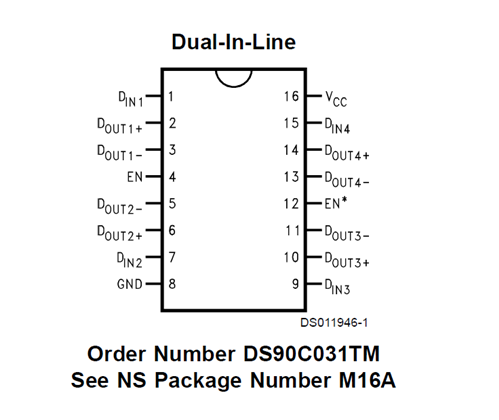 Dual-In-Line
DIN1 1 16 VCC
DOUT1+ 2 15 DIN4
DOUT1- 3 14 DOUT4+
EN 4 13 DOUT4-
DOUT2- 5 12 EN*
DOUT2+ 6 11 DOUT3-
DIN2 7 10 DOUT3+
GND 8 9 DIN3
DS011946-1
Order Number DS90C031TM
See NS Package Number M16A